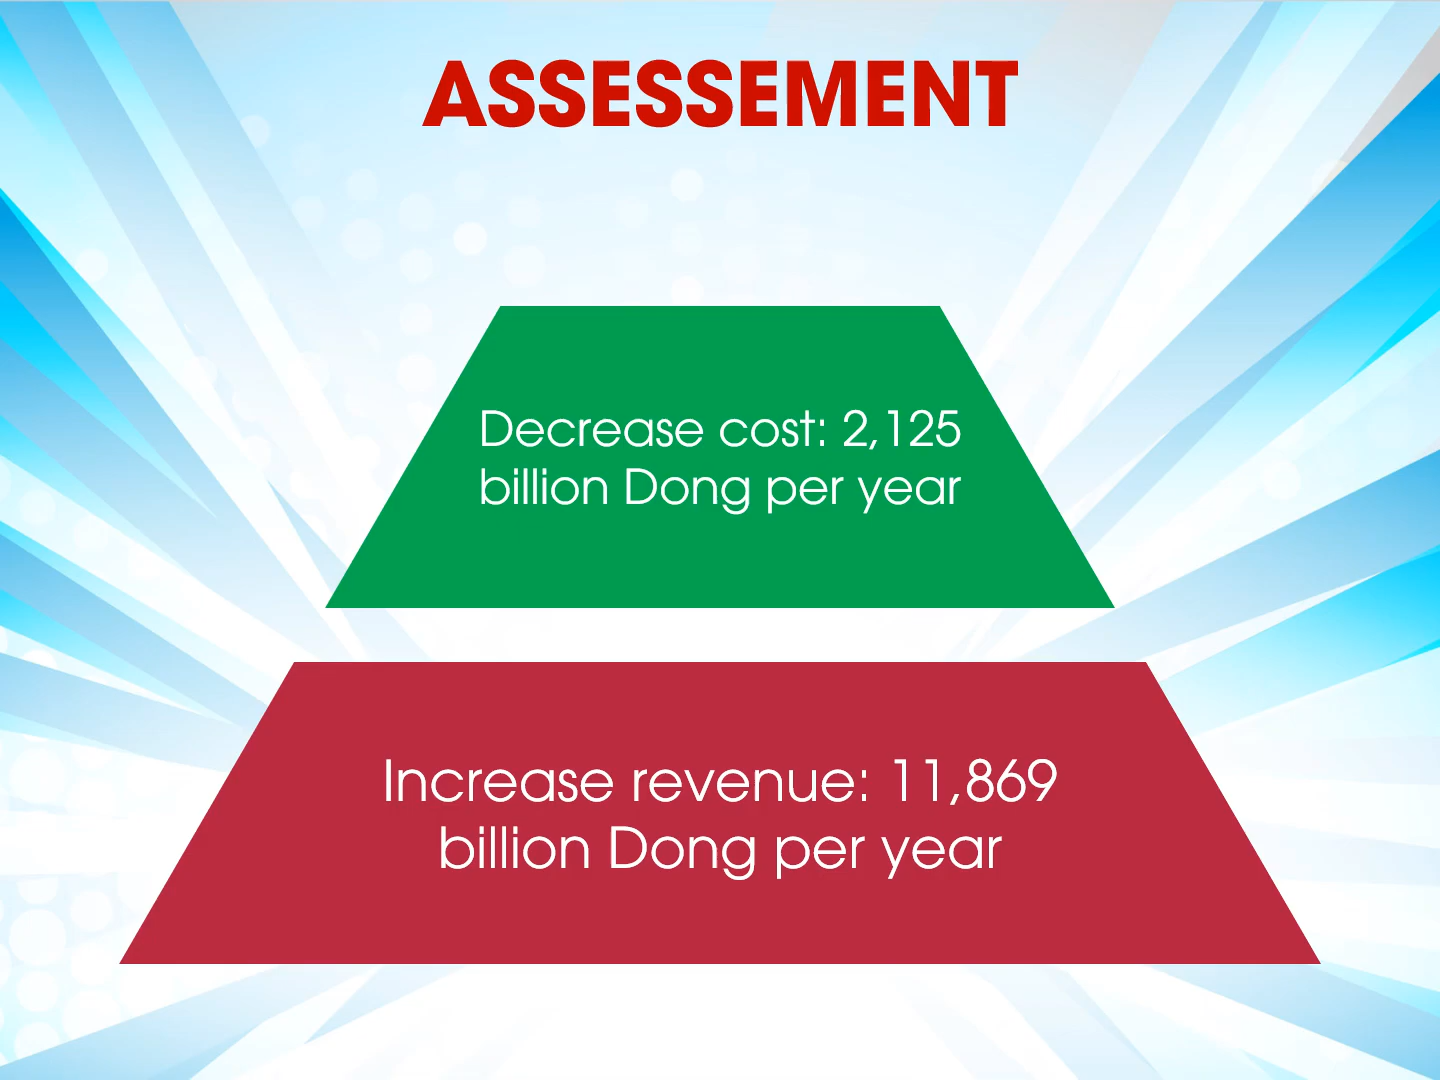 ASSESSEMENT
Decrease cost: 2,125
billion Dong per year
Increase revenue: 11,869
billion Dong per year